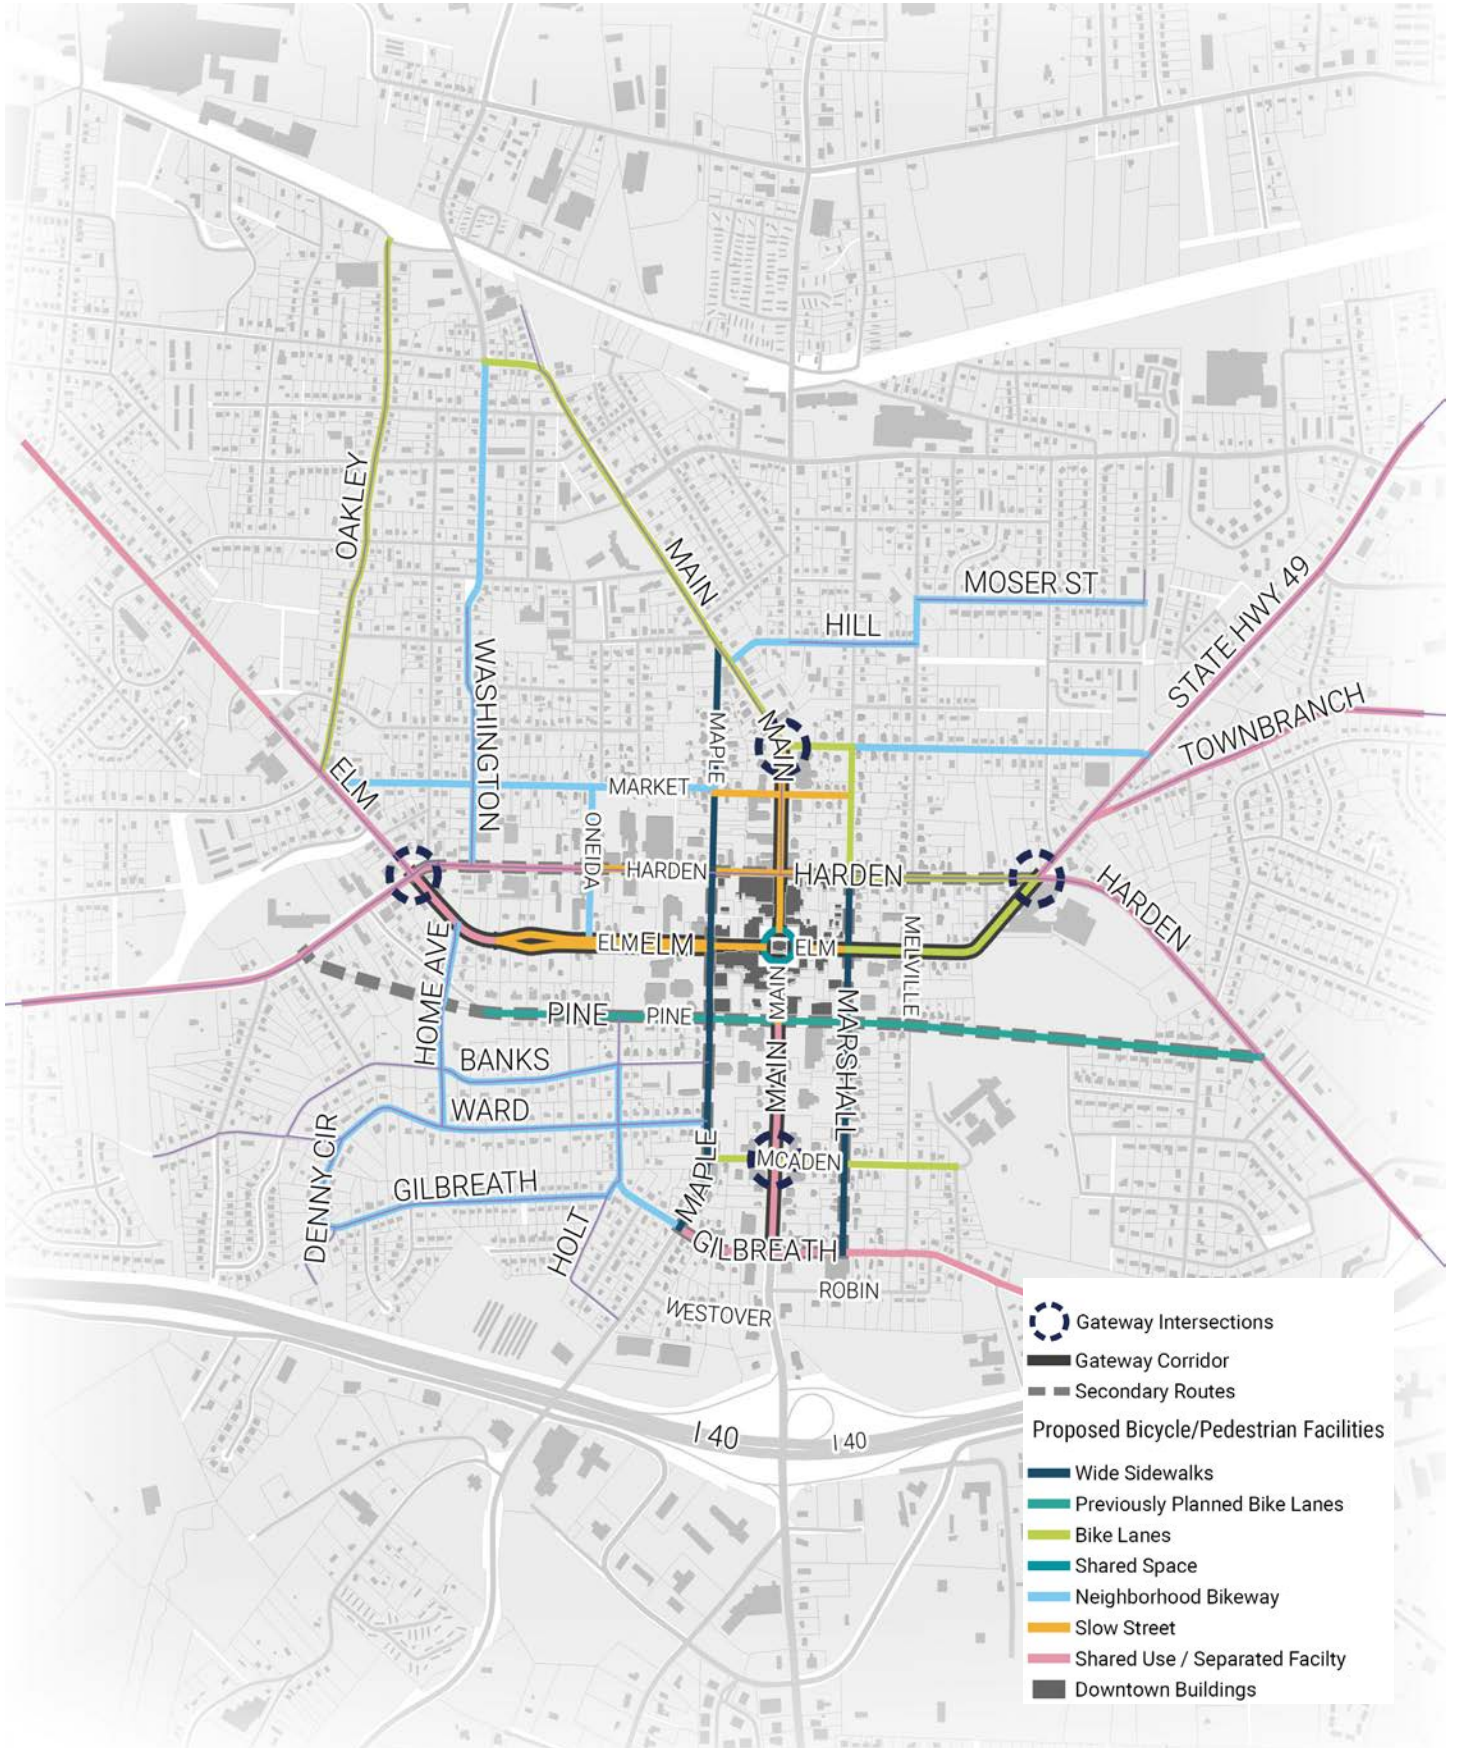 OAKLEY
MAIN
MOSER ST
HILL
STATE HWY 49
WASHINGTON
MAPLE
MAIN
TOWNBRANCH
ELM
MARKET
ONEIDA
HARDEN
HARDEN
HARDEN
ELM
ELM
ELM
MELVILLE
HOME AVE
MAIN
PINE
PINE
MARSHALL
BANKS
MAIN
WARD
DENNY CIR
MAPLE
MCADEN
GILBREATH
HOLT
GILBREATH
ROBIN
WESTOVER
I 40
I 40
Gateway Intersections
Gateway Corridor
Secondary Routes
Proposed Bicycle/Pedestrian Facilities
Wide Sidewalks
Previously Planned Bike Lanes
Bike Lanes
Shared Space
Neighborhood Bikeway
Slow Street
Shared Use / Separated Facilty
Downtown Buildings